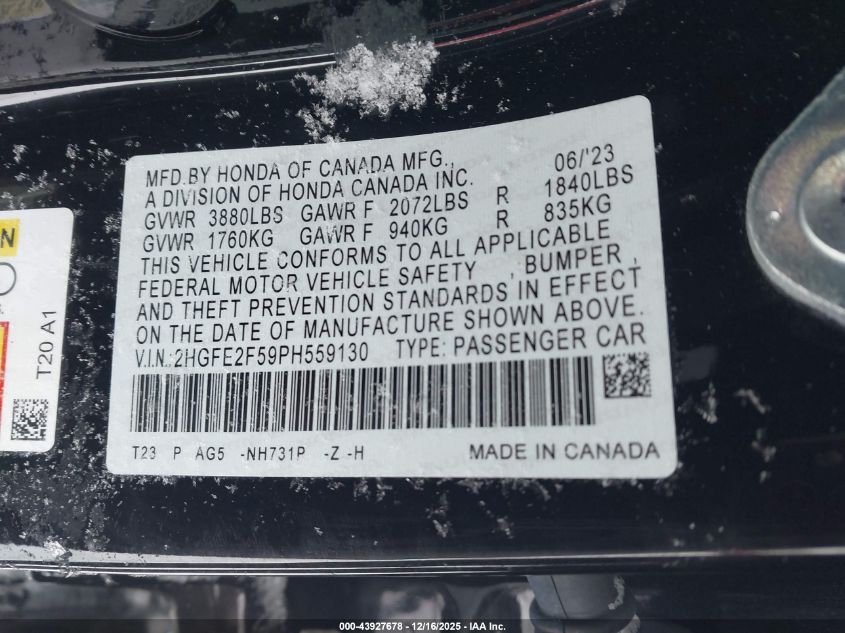 MFD.BY HONDA OF CANADA MFG., 06/'23
A DIVISION OF HONDA CANADA INC.
GVWR 3880LBS GAWR F 2072LBS R 1840LBS
GVWR 1760KG GAWR F 940KG R 835KG
THIS VEHICLE CONFORMS TO ALL APPLICABLE
FEDERAL MOTOR VEHICLE SAFETY , BUMPER ,
AND THEFT PREVENTION STANDARDS IN EFFECT
ON THE DATE OF MANUFACTURE SHOWN ABOVE.
V.I.N.:2HGFE2F59PH559130 TYPE: PASSENGER CAR
T23 P AG5 -NH731P -Z -H MADE IN CANADA
N
T20 A1
000-43927678 - 12/16/2025 - IAA Inc.